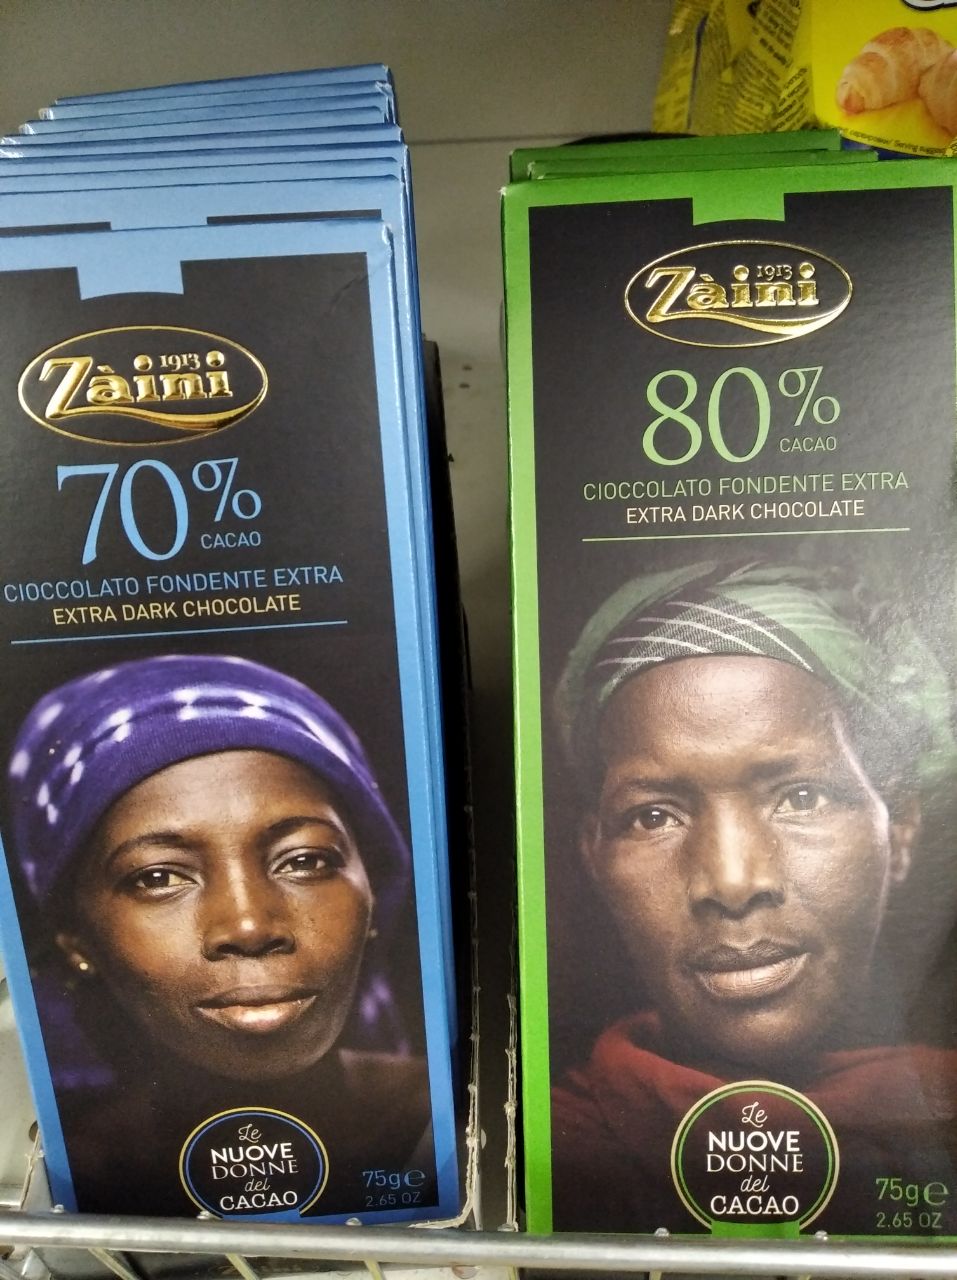 Zàini
1913
70%
CACAO
CIOCCOLATO FONDENTE EXTRA
EXTRA DARK CHOCOLATE
Le
NUOVE
DONNE
del
CACAO
75g℮
2.65 OZ
Zàini
1913
80%
CACAO
CIOCCOLATO FONDENTE EXTRA
EXTRA DARK CHOCOLATE
Le
NUOVE
DONNE
del
CACAO
75g℮
2.65 OZ